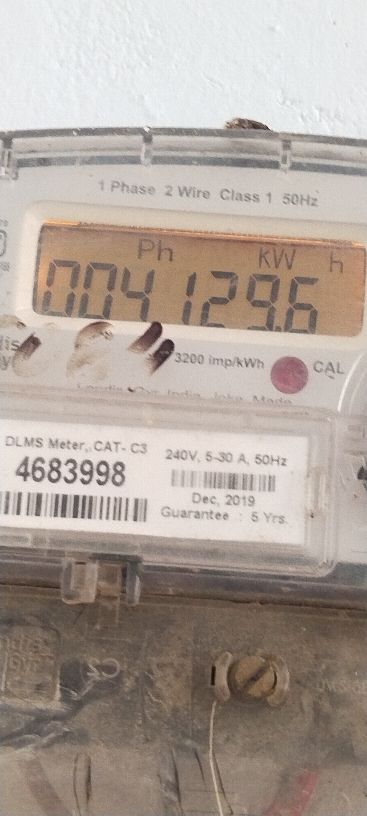 1 Phase 2 Wire Class 1 50Hz
Ph kW h
004129.6
3200 imp/kWh CAL
DLMS Meter, CAT- C3
4683998
240V, 5-30 A, 50Hz
Dec, 2019
Guarantee : 5 Yrs.